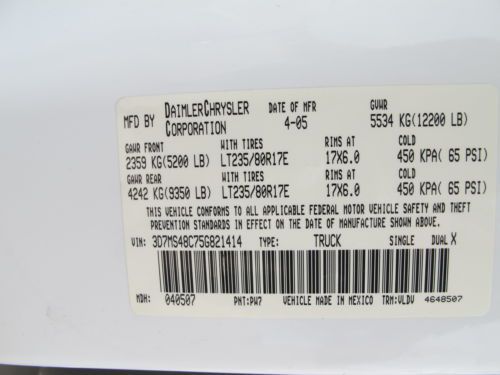 MFD BY DAIMLERCHRYSLER CORPORATION DATE OF MFR 4-05 GVWR 5534 KG(12200 LB)
GAWR FRONT WITH TIRES RIMS AT COLD
2359 KG(5200 LB) LT235/80R17E 17X6.0 450 KPA( 65 PSI)
GAWR REAR WITH TIRES RIMS AT COLD
4242 KG(9350 LB) LT235/80R17E 17X6.0 450 KPA( 65 PSI)
THIS VEHICLE CONFORMS TO ALL APPLICABLE FEDERAL MOTOR VEHICLE SAFETY AND THEFT
PREVENTION STANDARDS IN EFFECT ON THE DATE OF MANUFACTURE SHOWN ABOVE.
VIN: 3D7MS48C75G821414 TYPE: TRUCK SINGLE DUAL X
MDH: 040507 PNT:PW7 VEHICLE MADE IN MEXICO TRM:VLDV 4648507